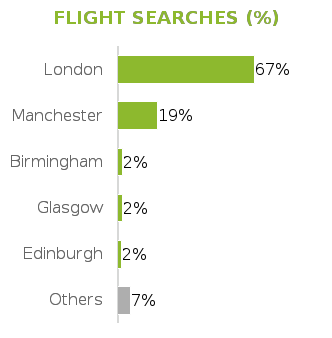 FLIGHT SEARCHES (%)
London 67%
Manchester 19%
Birmingham 2%
Glasgow 2%
Edinburgh 2%
Others 7%